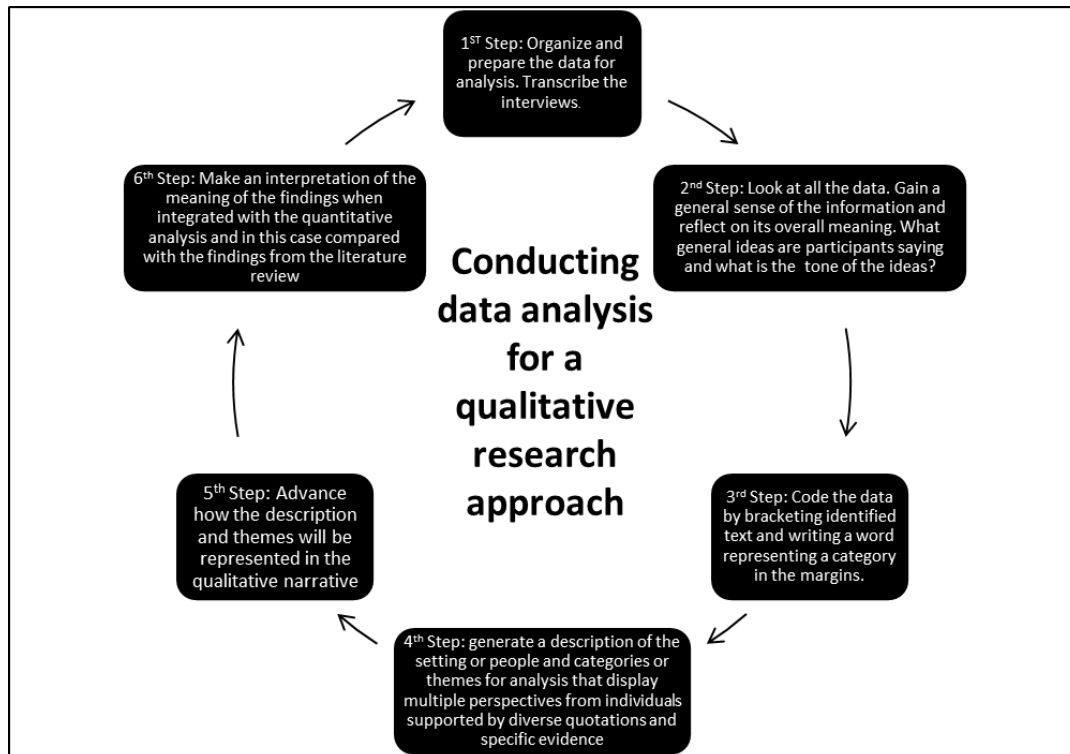 1ST Step: Organize and
prepare the data for
analysis. Transcribe the
interviews.
2nd Step: Look at all the data. Gain a
general sense of the information and
reflect on its overall meaning. What
general ideas are participants saying
and what is the tone of the ideas?
3rd Step: Code the data
by bracketing identified
text and writing a word
representing a category
in the margins.
4th Step: generate a description of the
setting or people and categories or
themes for analysis that display
multiple perspectives from individuals
supported by diverse quotations and
specific evidence
5th Step: Advance
how the description
and themes will be
represented in the
qualitative narrative
6th Step: Make an interpretation of the
meaning of the findings when
integrated with the quantitative
analysis and in this case compared
with the findings from the literature
review
Conducting
data analysis
for a
qualitative
research
approach